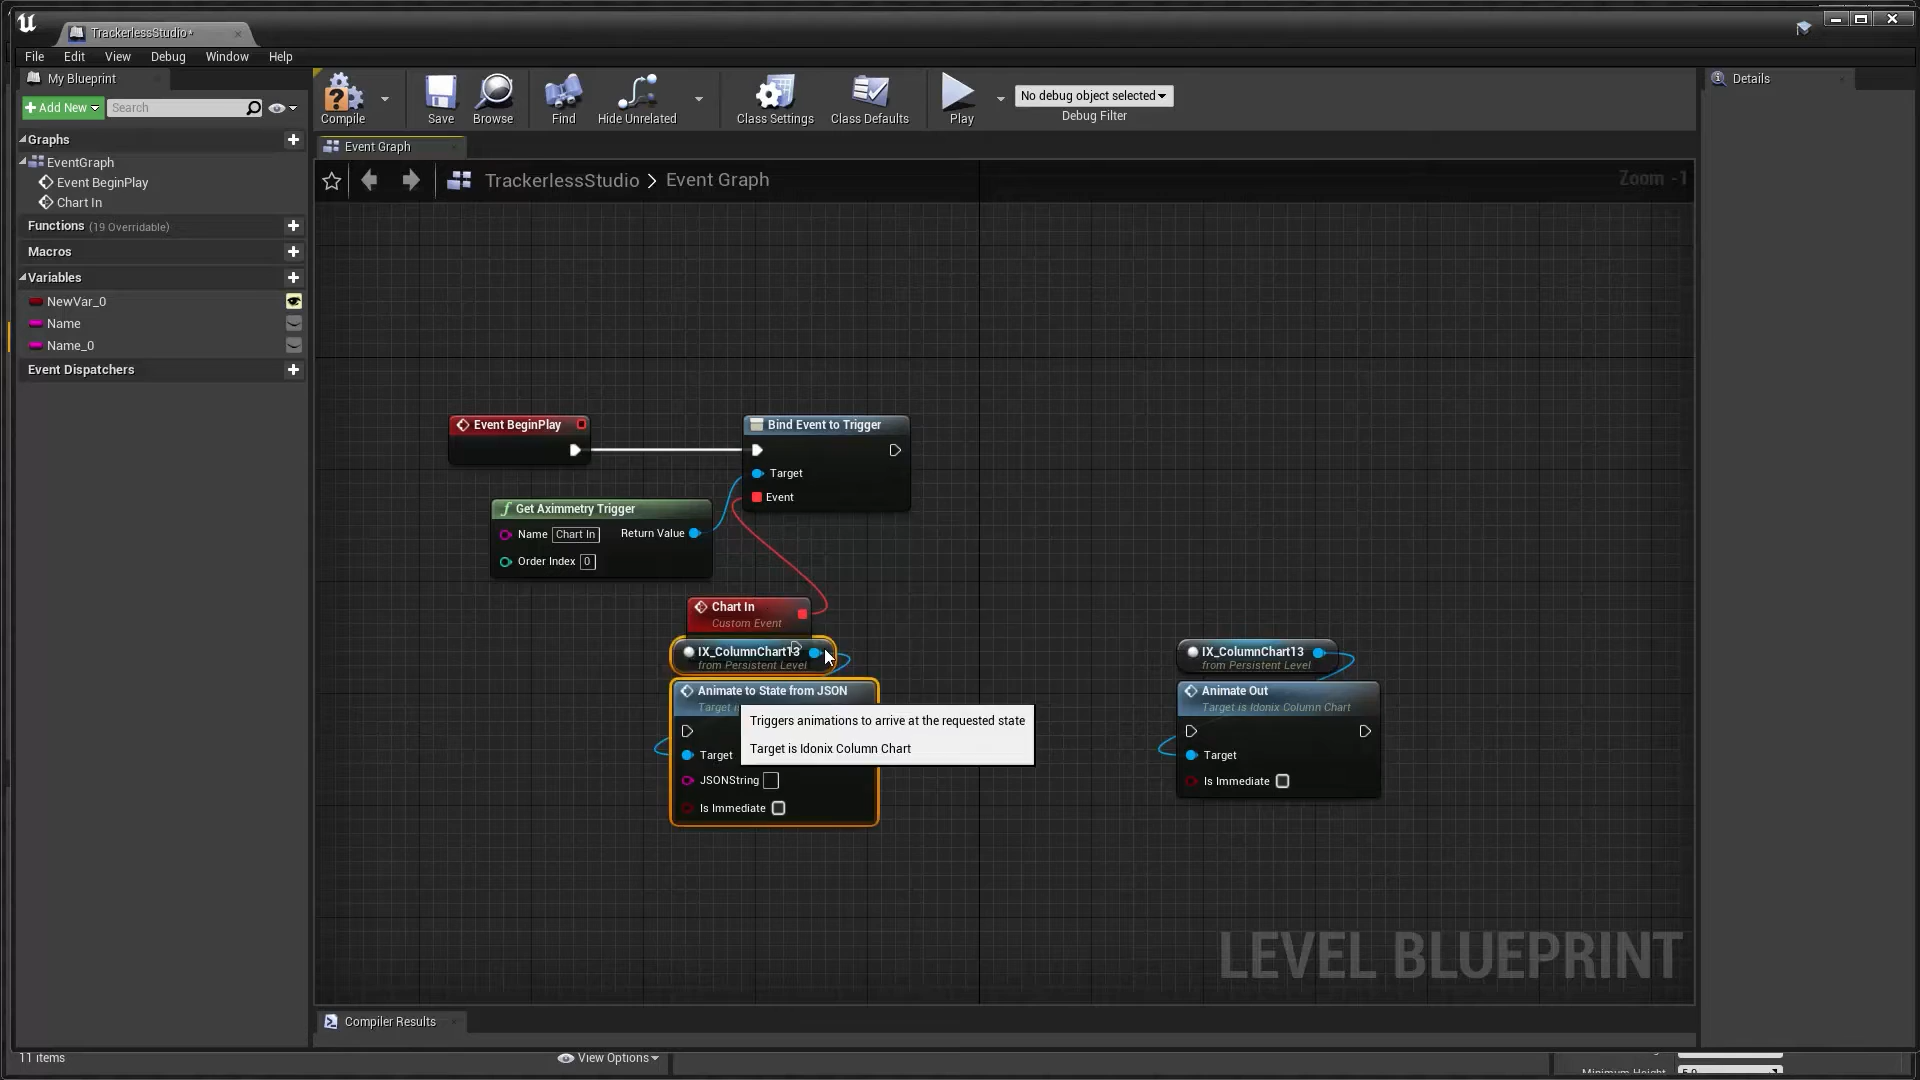 TrackerlessStudio*
File Edit View Debug Window Help
My Blueprint
Details
Add New
Search
Compile
Save
Browse
Find
Hide Unrelated
Class Settings
Class Defaults
Play
No debug object selected
Debug Filter
Graphs
EventGraph
Event BeginPlay
Chart In
Functions (19 Overridable)
Macros
Variables
NewVar_0
Name
Name_0
Event Dispatchers
Event Graph
TrackerlessStudio > Event Graph
Zoom -1
Event BeginPlay
Bind Event to Trigger
Target
Event
Get Aximmetry Trigger
Name Chart In Return Value
Order Index 0
Chart In
Custom Event
IX_ColumnChart13
from Persistent Level
Animate to State from JSON
Target is
Triggers animations to arrive at the requested state
Target is Idonix Column Chart
Target
JSONString
Is Immediate
IX_ColumnChart13
from Persistent Level
Animate Out
Target is Idonix Column Chart
Target
Is Immediate
LEVEL BLUEPRINT
Compiler Results
11 items
View Options
Minimum Height
5.0